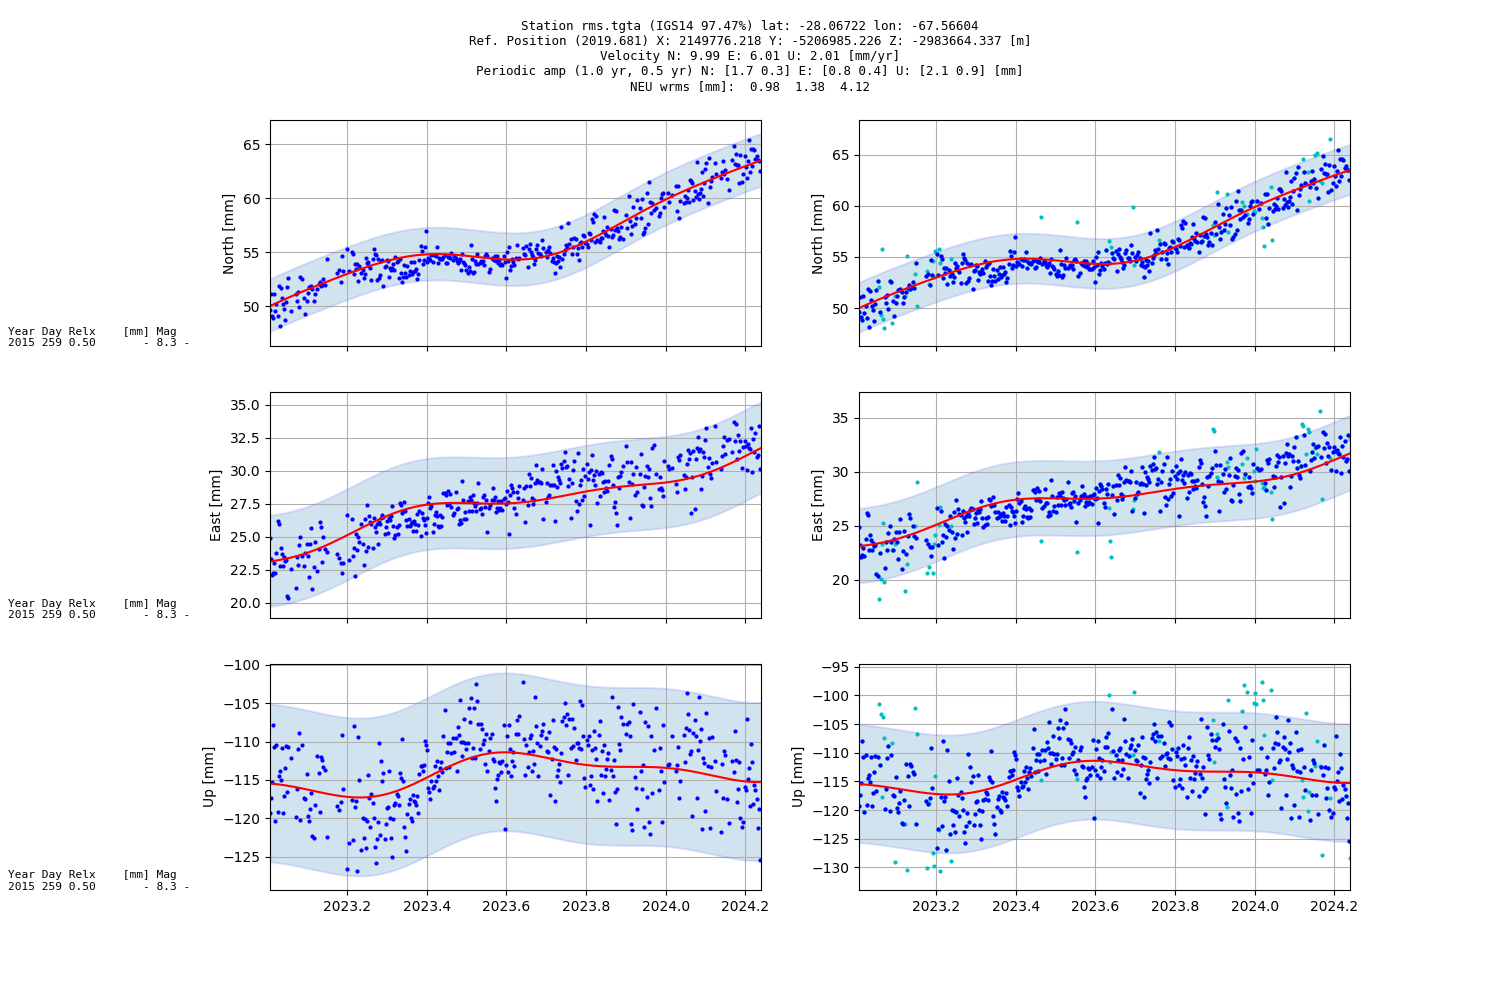 Station rms.tgta (IGS14 97.47%) lat: -28.06722 lon: -67.56604
Ref. Position (2019.681) X: 2149776.218 Y: -5206985.226 Z: -2983664.337 [m]
Velocity N: 9.99 E: 6.01 U: 2.01 [mm/yr]
Periodic amp (1.0 yr, 0.5 yr) N: [1.7 0.3] E: [0.8 0.4] U: [2.1 0.9] [mm]
NEU wrms [mm]: 0.98 1.38 4.12
North [mm]
65
60
55
50
North [mm]
65
60
55
50
Year Day Relx [mm] Mag
2015 259 0.50 - 8.3 -
East [mm]
35.0
32.5
30.0
27.5
25.0
22.5
20.0
East [mm]
35
30
25
20
Year Day Relx [mm] Mag
2015 259 0.50 - 8.3 -
Up [mm]
−100
−105
−110
−115
−120
−125
Up [mm]
−95
−100
−105
−110
−115
−120
−125
−130
Year Day Relx [mm] Mag
2015 259 0.50 - 8.3 -
2023.2 2023.4 2023.6 2023.8 2024.0 2024.2
2023.2 2023.4 2023.6 2023.8 2024.0 2024.2